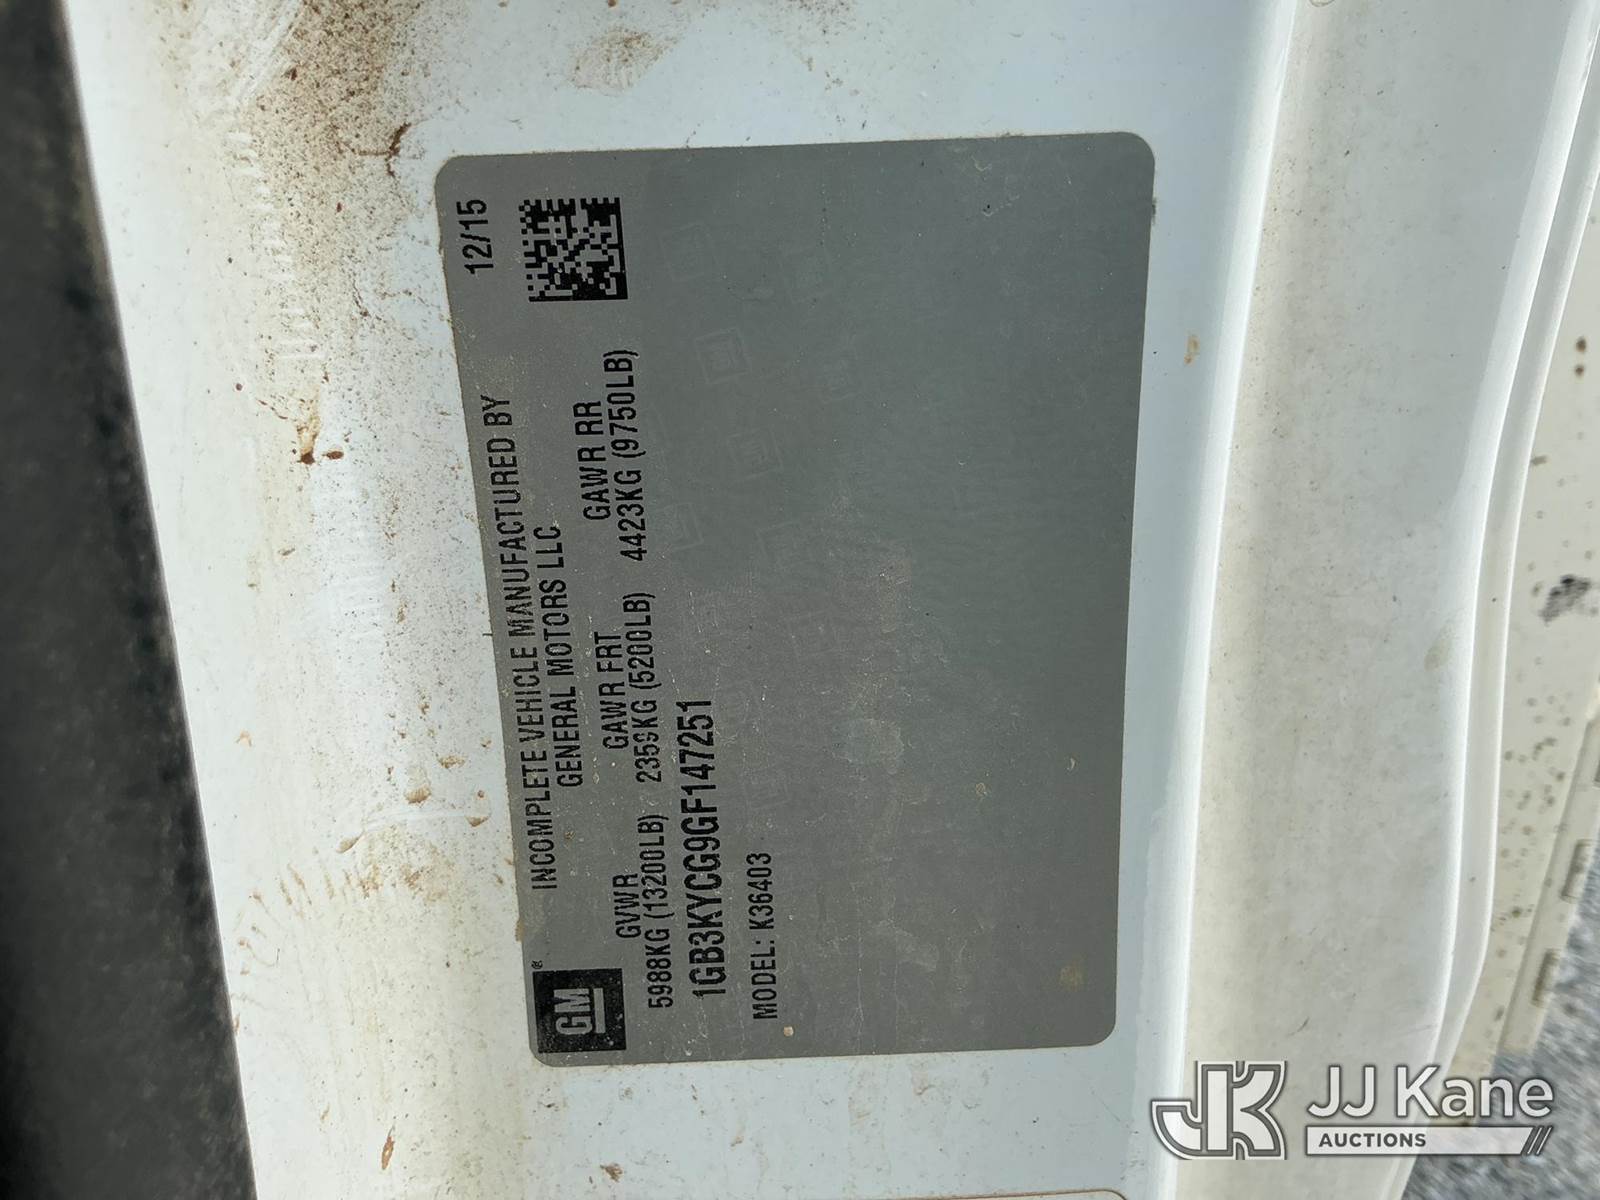 INCOMPLETE VEHICLE MANUFACTURED BY 12/15
GENERAL MOTORS LLC
GM®
GVWR GAWR FRT GAWR RR
5988KG (13200LB) 2359KG (5200LB) 4423KG (9750LB)
1GB3KYCG9GF147251
MODEL: K36403
JK JJ Kane
AUCTIONS